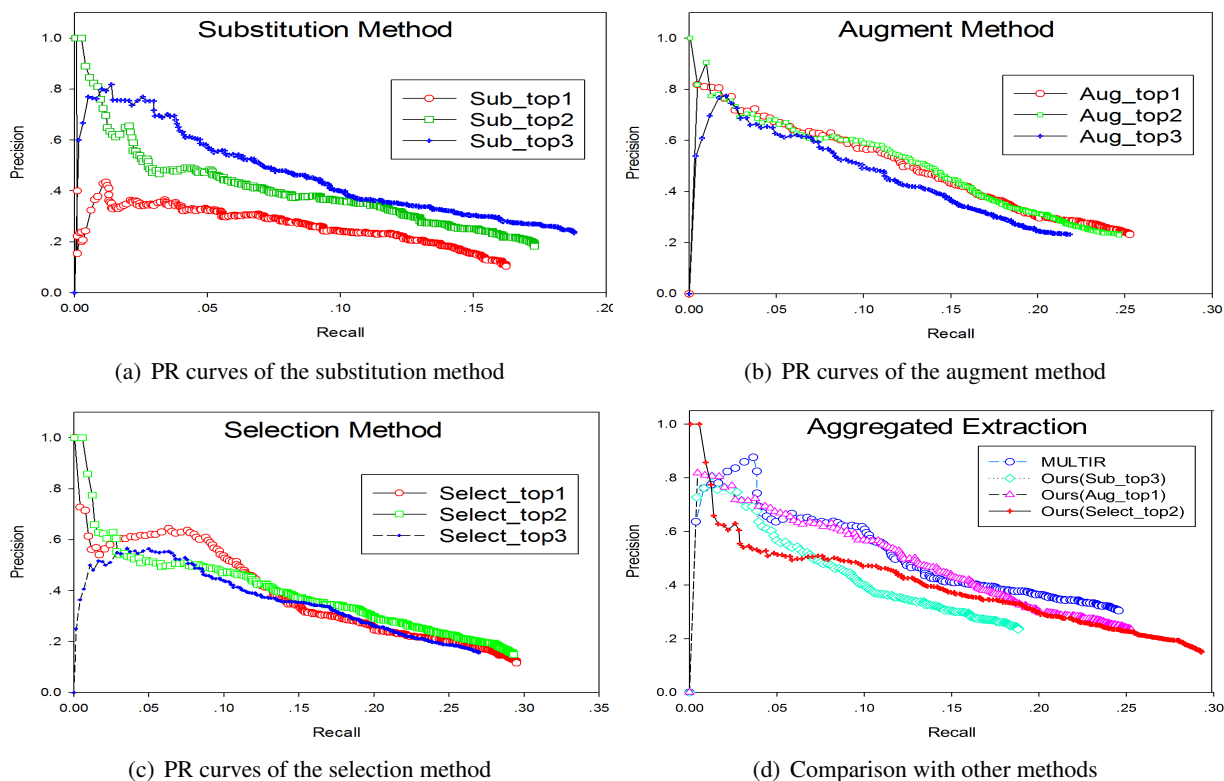 Substitution Method
Sub_top1
Sub_top2
Sub_top3
Precision
1.0
.8
.6
.4
.2
0.0
0.00 .05 .10 .15 .20
Recall
(a) PR curves of the substitution method
Augment Method
Aug_top1
Aug_top2
Aug_top3
Precision
1.0
.8
.6
.4
.2
0.0
0.00 .05 .10 .15 .20 .25 .30
Recall
(b) PR curves of the augment method
Selection Method
Select_top1
Select_top2
Select_top3
Precision
1.0
.8
.6
.4
.2
0.0
0.00 .05 .10 .15 .20 .25 .30 .35
Recall
(c) PR curves of the selection method
Aggregated Extraction
MULTIR
Ours(Sub_top3)
Ours(Aug_top1)
Ours(Select_top2)
Precision
1.0
.8
.6
.4
.2
0.0
0.00 .05 .10 .15 .20 .25 .30
Recall
(d) Comparison with other methods